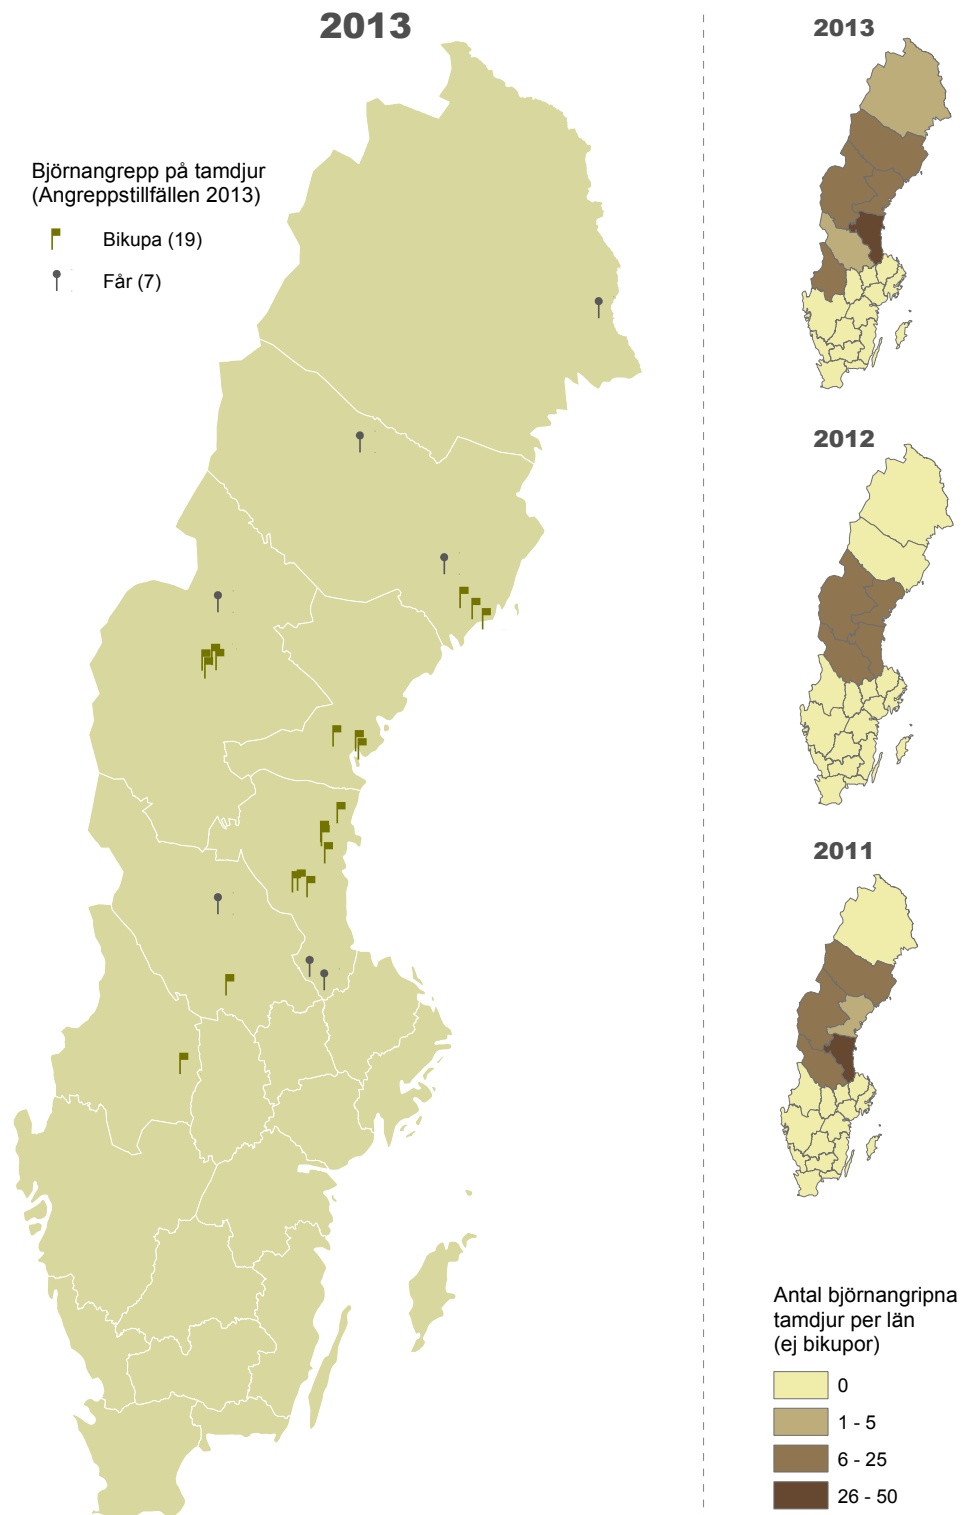 2013
Björnangrepp på tamdjur
(Angreppstillfällen 2013)
Bikupa (19)
Får (7)
2013
2012
2011
Antal björnangripna
tamdjur per län
(ej bikupor)
0
1 - 5
6 - 25
26 - 50